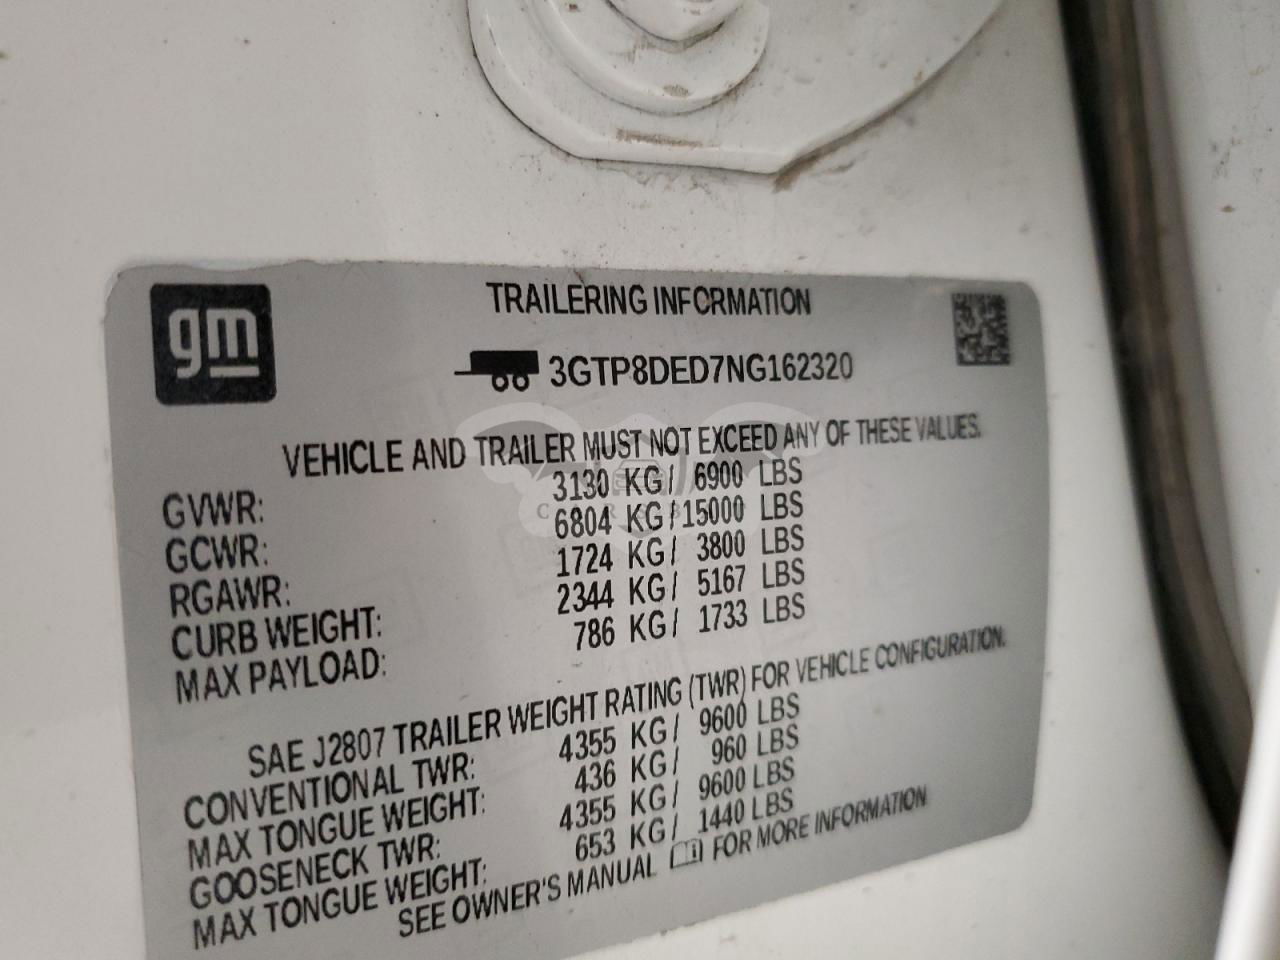 gm
TRAILERING INFORMATION
3GTP8DED7NG162320
VEHICLE AND TRAILER MUST NOT EXCEED ANY OF THESE VALUES.
GVWR: 3130 KG/ 6900 LBS
GCWR: 6804 KG/15000 LBS
RGAWR: 1724 KG/ 3800 LBS
CURB WEIGHT: 2344 KG/ 5167 LBS
MAX PAYLOAD: 786 KG/ 1733 LBS
SAE J2807 TRAILER WEIGHT RATING (TWR) FOR VEHICLE CONFIGURATION.
CONVENTIONAL TWR: 4355 KG/ 9600 LBS
MAX TONGUE WEIGHT: 436 KG/ 960 LBS
GOOSENECK TWR: 4355 KG/ 9600 LBS
MAX TONGUE WEIGHT: 653 KG/ 1440 LBS
SEE OWNER'S MANUAL FOR MORE INFORMATION